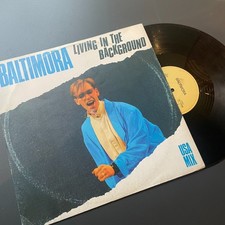 BALTIMORA
LIVING IN THE
BACKGROUND
USA
MIX